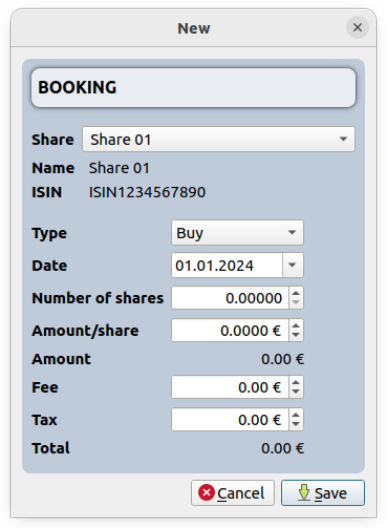 New
BOOKING
Share Share 01
Name Share 01
ISIN ISIN1234567890
Type Buy
Date 01.01.2024
Number of shares 0.00000
Amount/share 0.0000 €
Amount 0.00 €
Fee 0.00 €
Tax 0.00 €
Total 0.00 €
Cancel Save